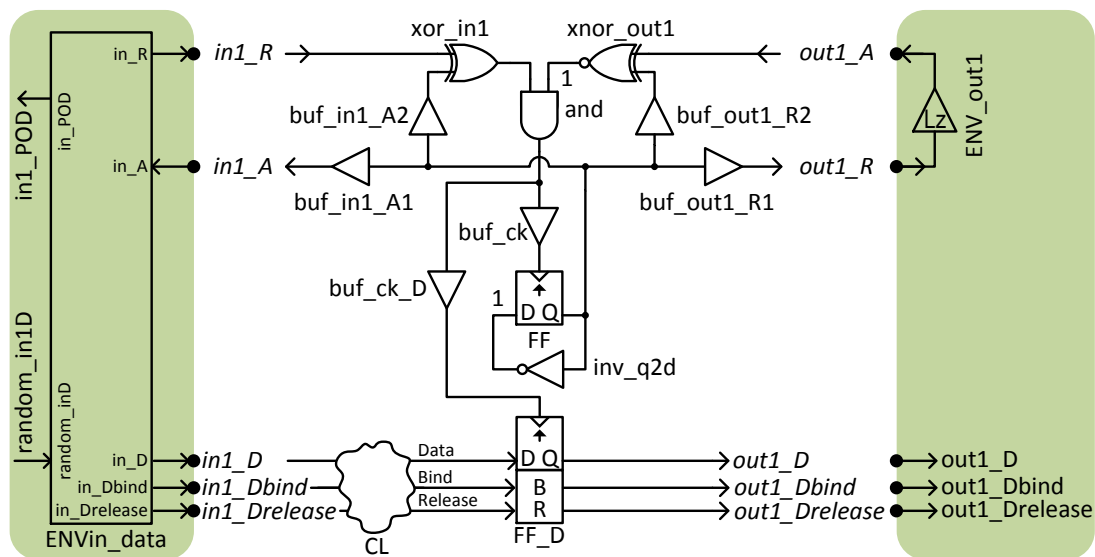 xor_in1
xnor_out1
in_R
in1_R
out1_A
1
and
buf_in1_A2
buf_out1_R2
Lz
ENV_out1
in1_POD
in_POD
in_A
in1_A
out1_R
buf_in1_A1
buf_out1_R1
buf_ck
buf_ck_D
1
D Q
FF
inv_q2d
random_in1D
random_inD
in_D
in1_D
Data
D Q
out1_D
out1_D
in_Dbind
in1_Dbind
Bind
B
out1_Dbind
out1_Dbind
in_Drelease
in1_Drelease
Release
R
out1_Drelease
out1_Drelease
ENVin_data
CL
FF_D